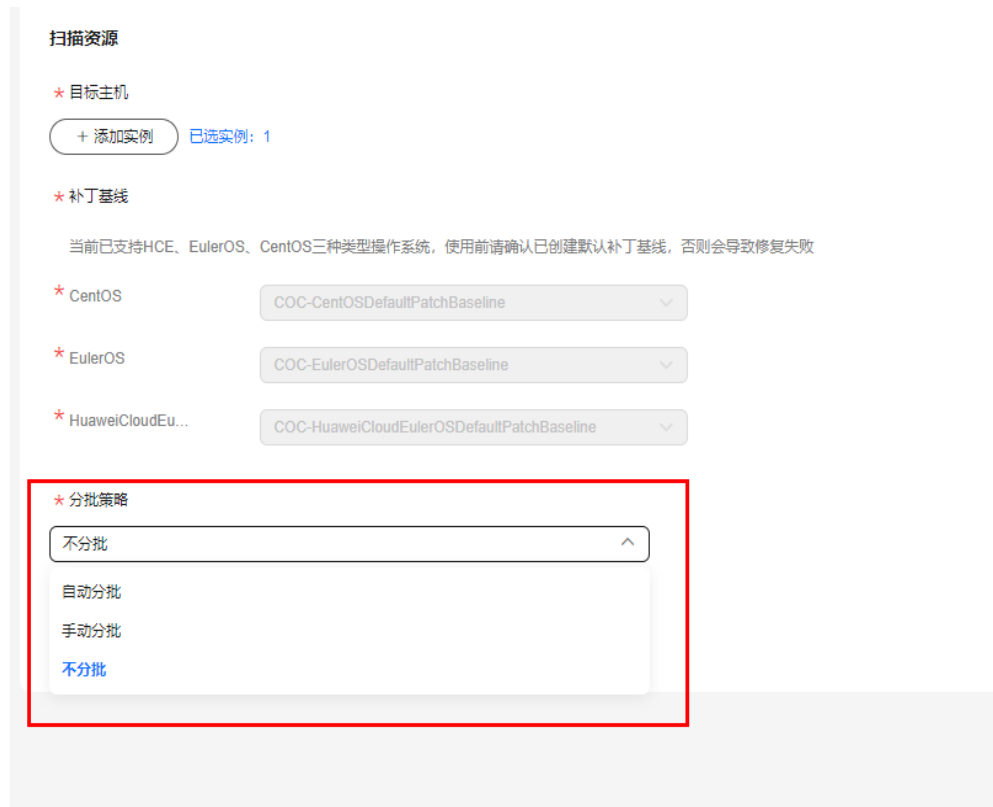 扫描资源
* 目标主机
+ 添加实例 已选实例：1
* 补丁基线
当前已支持HCE、EulerOS、CentOS三种类型操作系统，使用前请确认已创建默认补丁基线，否则会导致修复失败
* CentOS COC-CentOSDefaultPatchBaseline
* EulerOS COC-EulerOSDefaultPatchBaseline
* HuaweiCloudEu... COC-HuaweiCloudEulerOSDefaultPatchBaseline
* 分批策略
不分批
自动分批
手动分批
不分批